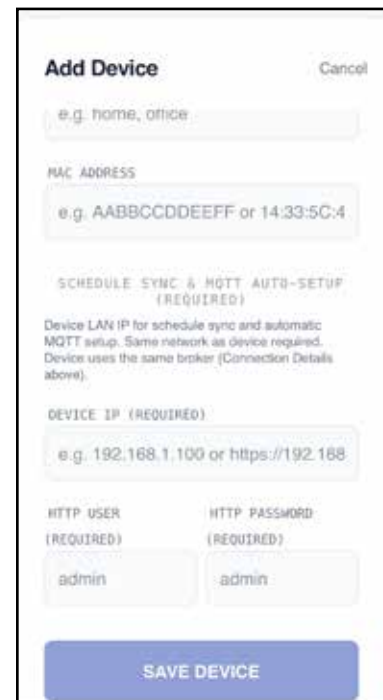 Add Device
Cancel
e.g. home, office
MAC ADDRESS
e.g. AABBCCDDEEFF or 14:33:5C:4
SCHEDULE SYNC & MQTT AUTO-SETUP
(REQUIRED)
Device LAN IP for schedule sync and automatic
MQTT setup. Same network as device required.
Device uses the same broker (Connection Details
above).
DEVICE IP (REQUIRED)
e.g. 192.168.1.100 or https://192.168
HTTP USER
(REQUIRED)
HTTP PASSWORD
(REQUIRED)
admin
admin
SAVE DEVICE